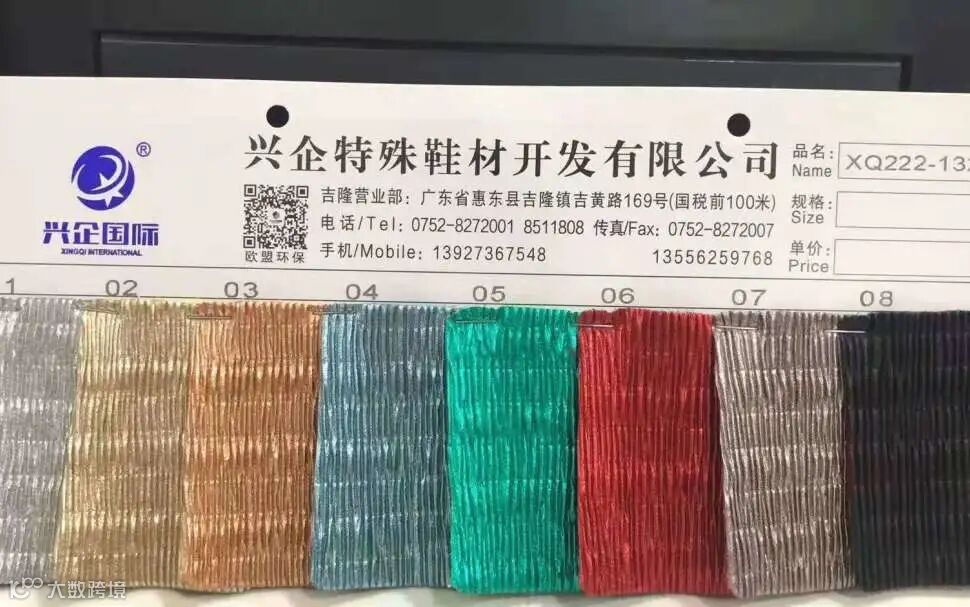 兴企国际
XINGQI INTERNATIONAL
®
欧盟环保
兴企特殊鞋材开发有限公司
吉隆营业部：广东省惠东县吉隆镇吉黄路169号(国税前100米)
电话/Tel：0752-8272001 8511808 传真/Fax：0752-8272007
手机/Mobile：13927367548 13556259768
品名：
Name
XQ222-13
规格：
Size
单价：
Price
1 02 03 04 05 06 07 08
大数跨境